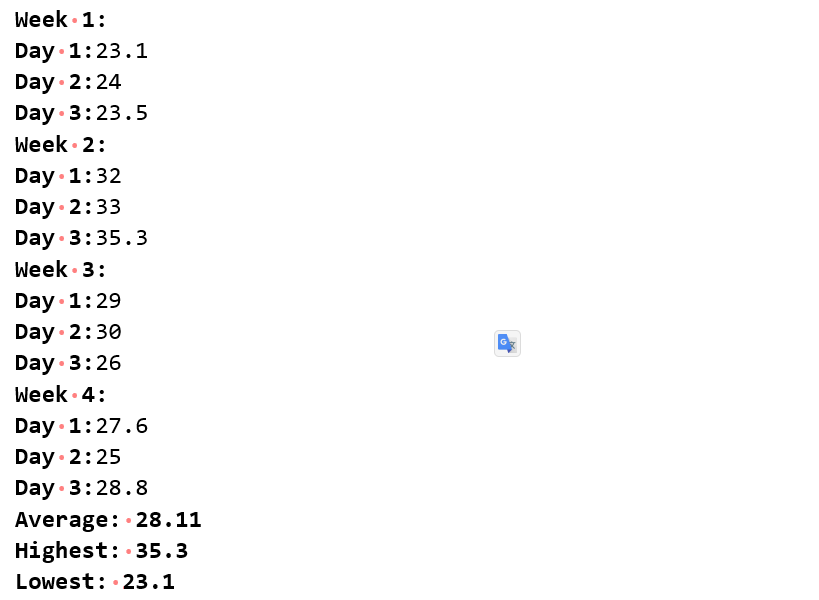 Week 1:
Day 1:23.1
Day 2:24
Day 3:23.5
Week 2:
Day 1:32
Day 2:33
Day 3:35.3
Week 3:
Day 1:29
Day 2:30
Day 3:26
Week 4:
Day 1:27.6
Day 2:25
Day 3:28.8
Average: 28.11
Highest: 35.3
Lowest: 23.1